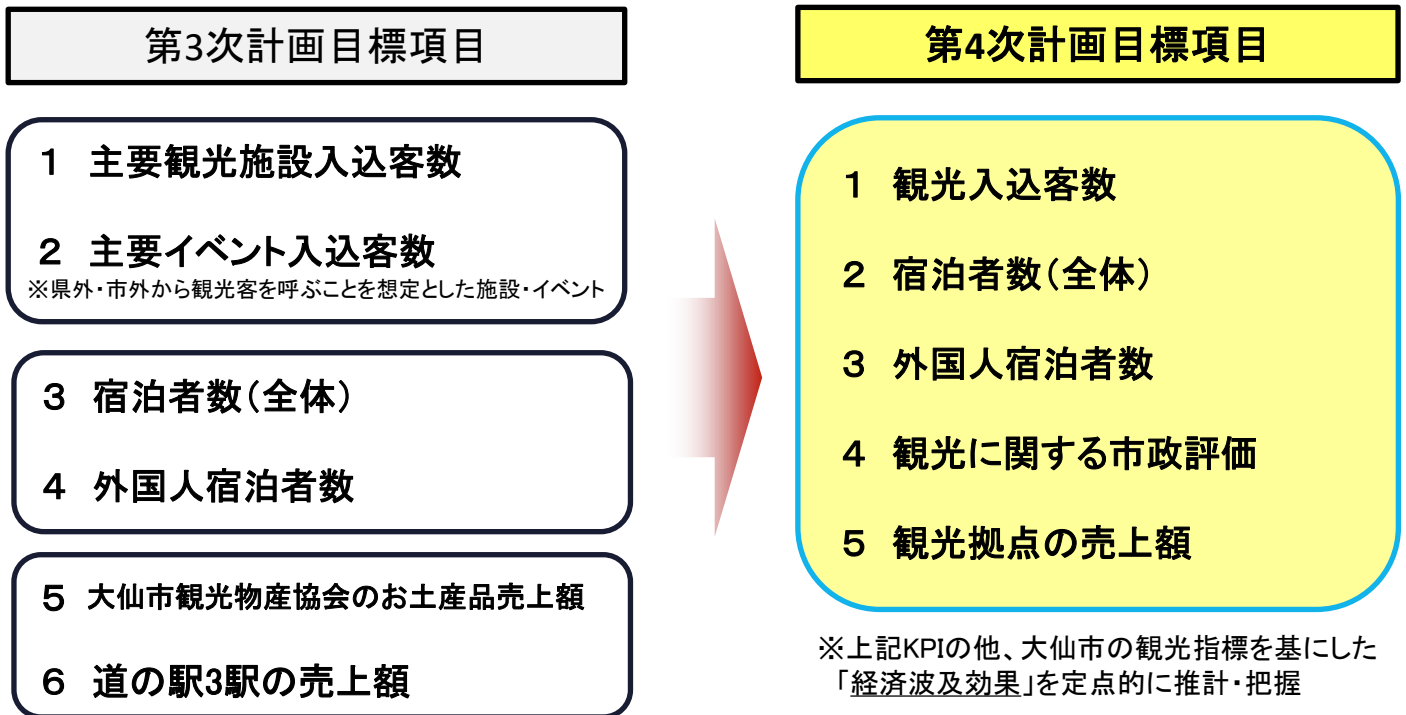 第3次計画目標項目
1 主要観光施設入込客数
2 主要イベント入込客数
※県外・市外から観光客を呼ぶことを想定とした施設・イベント
3 宿泊者数(全体)
4 外国人宿泊者数
5 大仙市観光物産協会のお土産品売上額
6 道の駅3駅の売上額
第4次計画目標項目
1 観光入込客数
2 宿泊者数(全体)
3 外国人宿泊者数
4 観光に関する市政評価
5 観光拠点の売上額
※上記KPIの他、大仙市の観光指標を基にした
「経済波及効果」を定点的に推計・把握